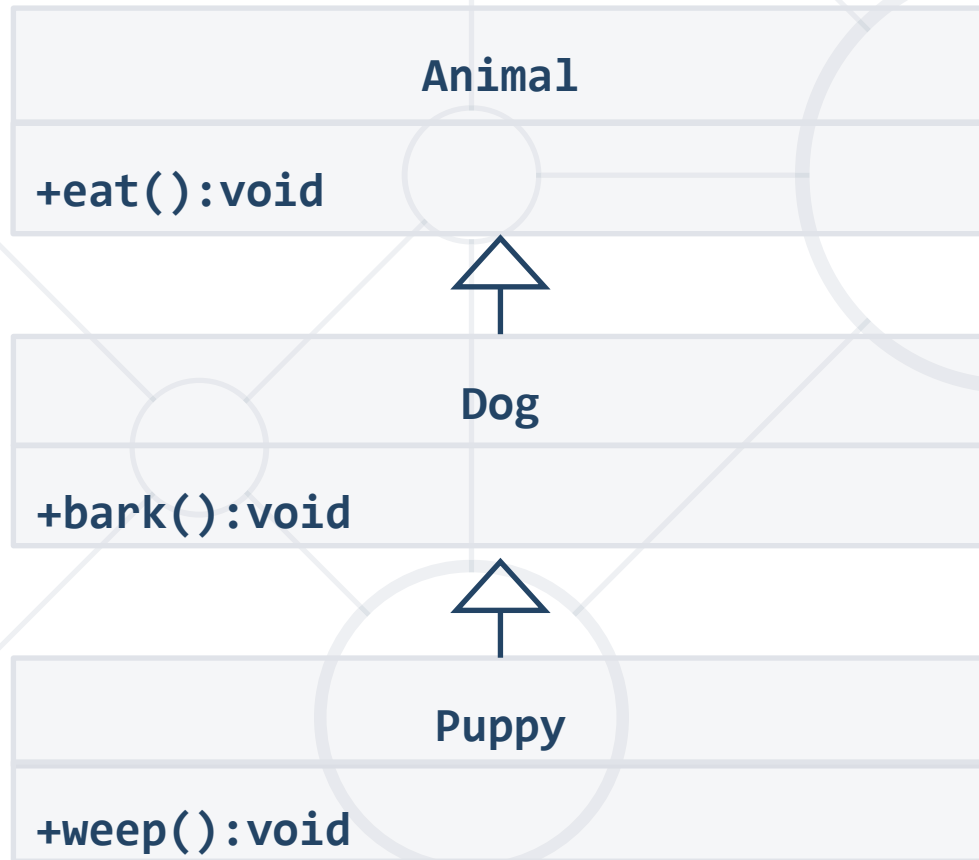 Animal
+eat():void
Dog
+bark():void
Puppy
+weep():void